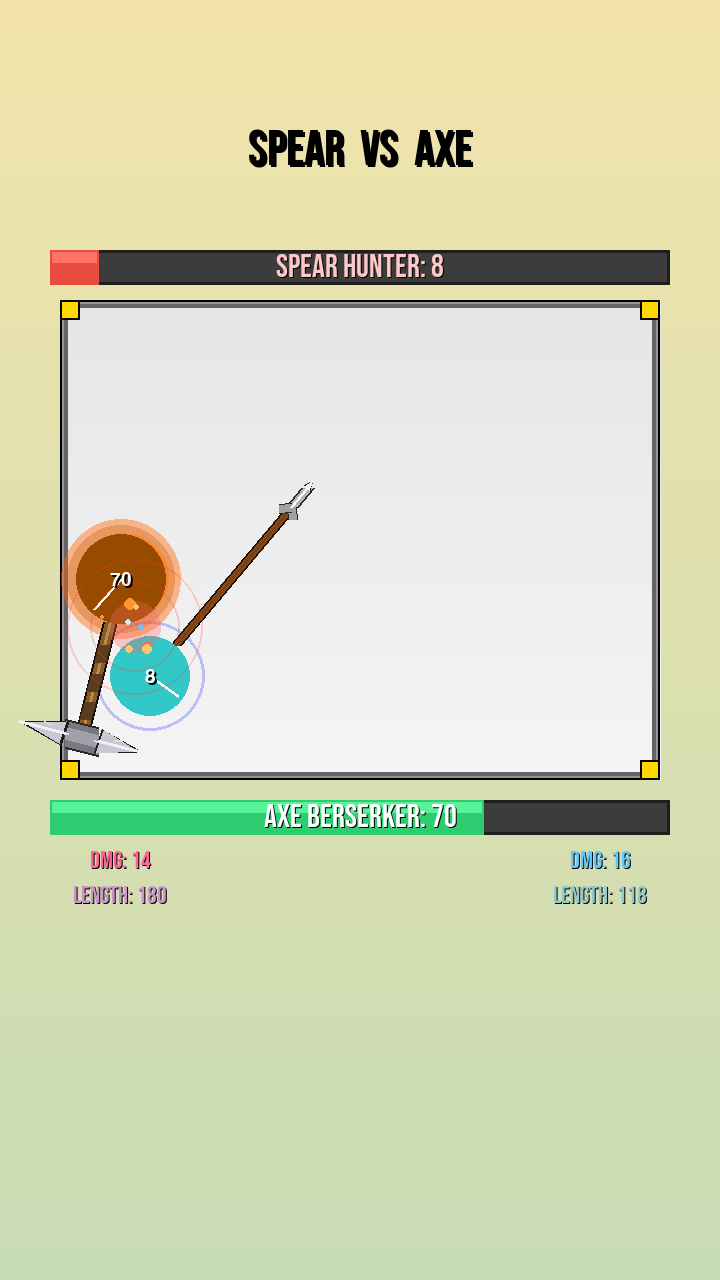 SPEAR VS AXE
SPEAR HUNTER: 8
70
8
AXE BERSERKER: 70
DMG: 14
DMG: 16
LENGTH: 180
LENGTH: 118